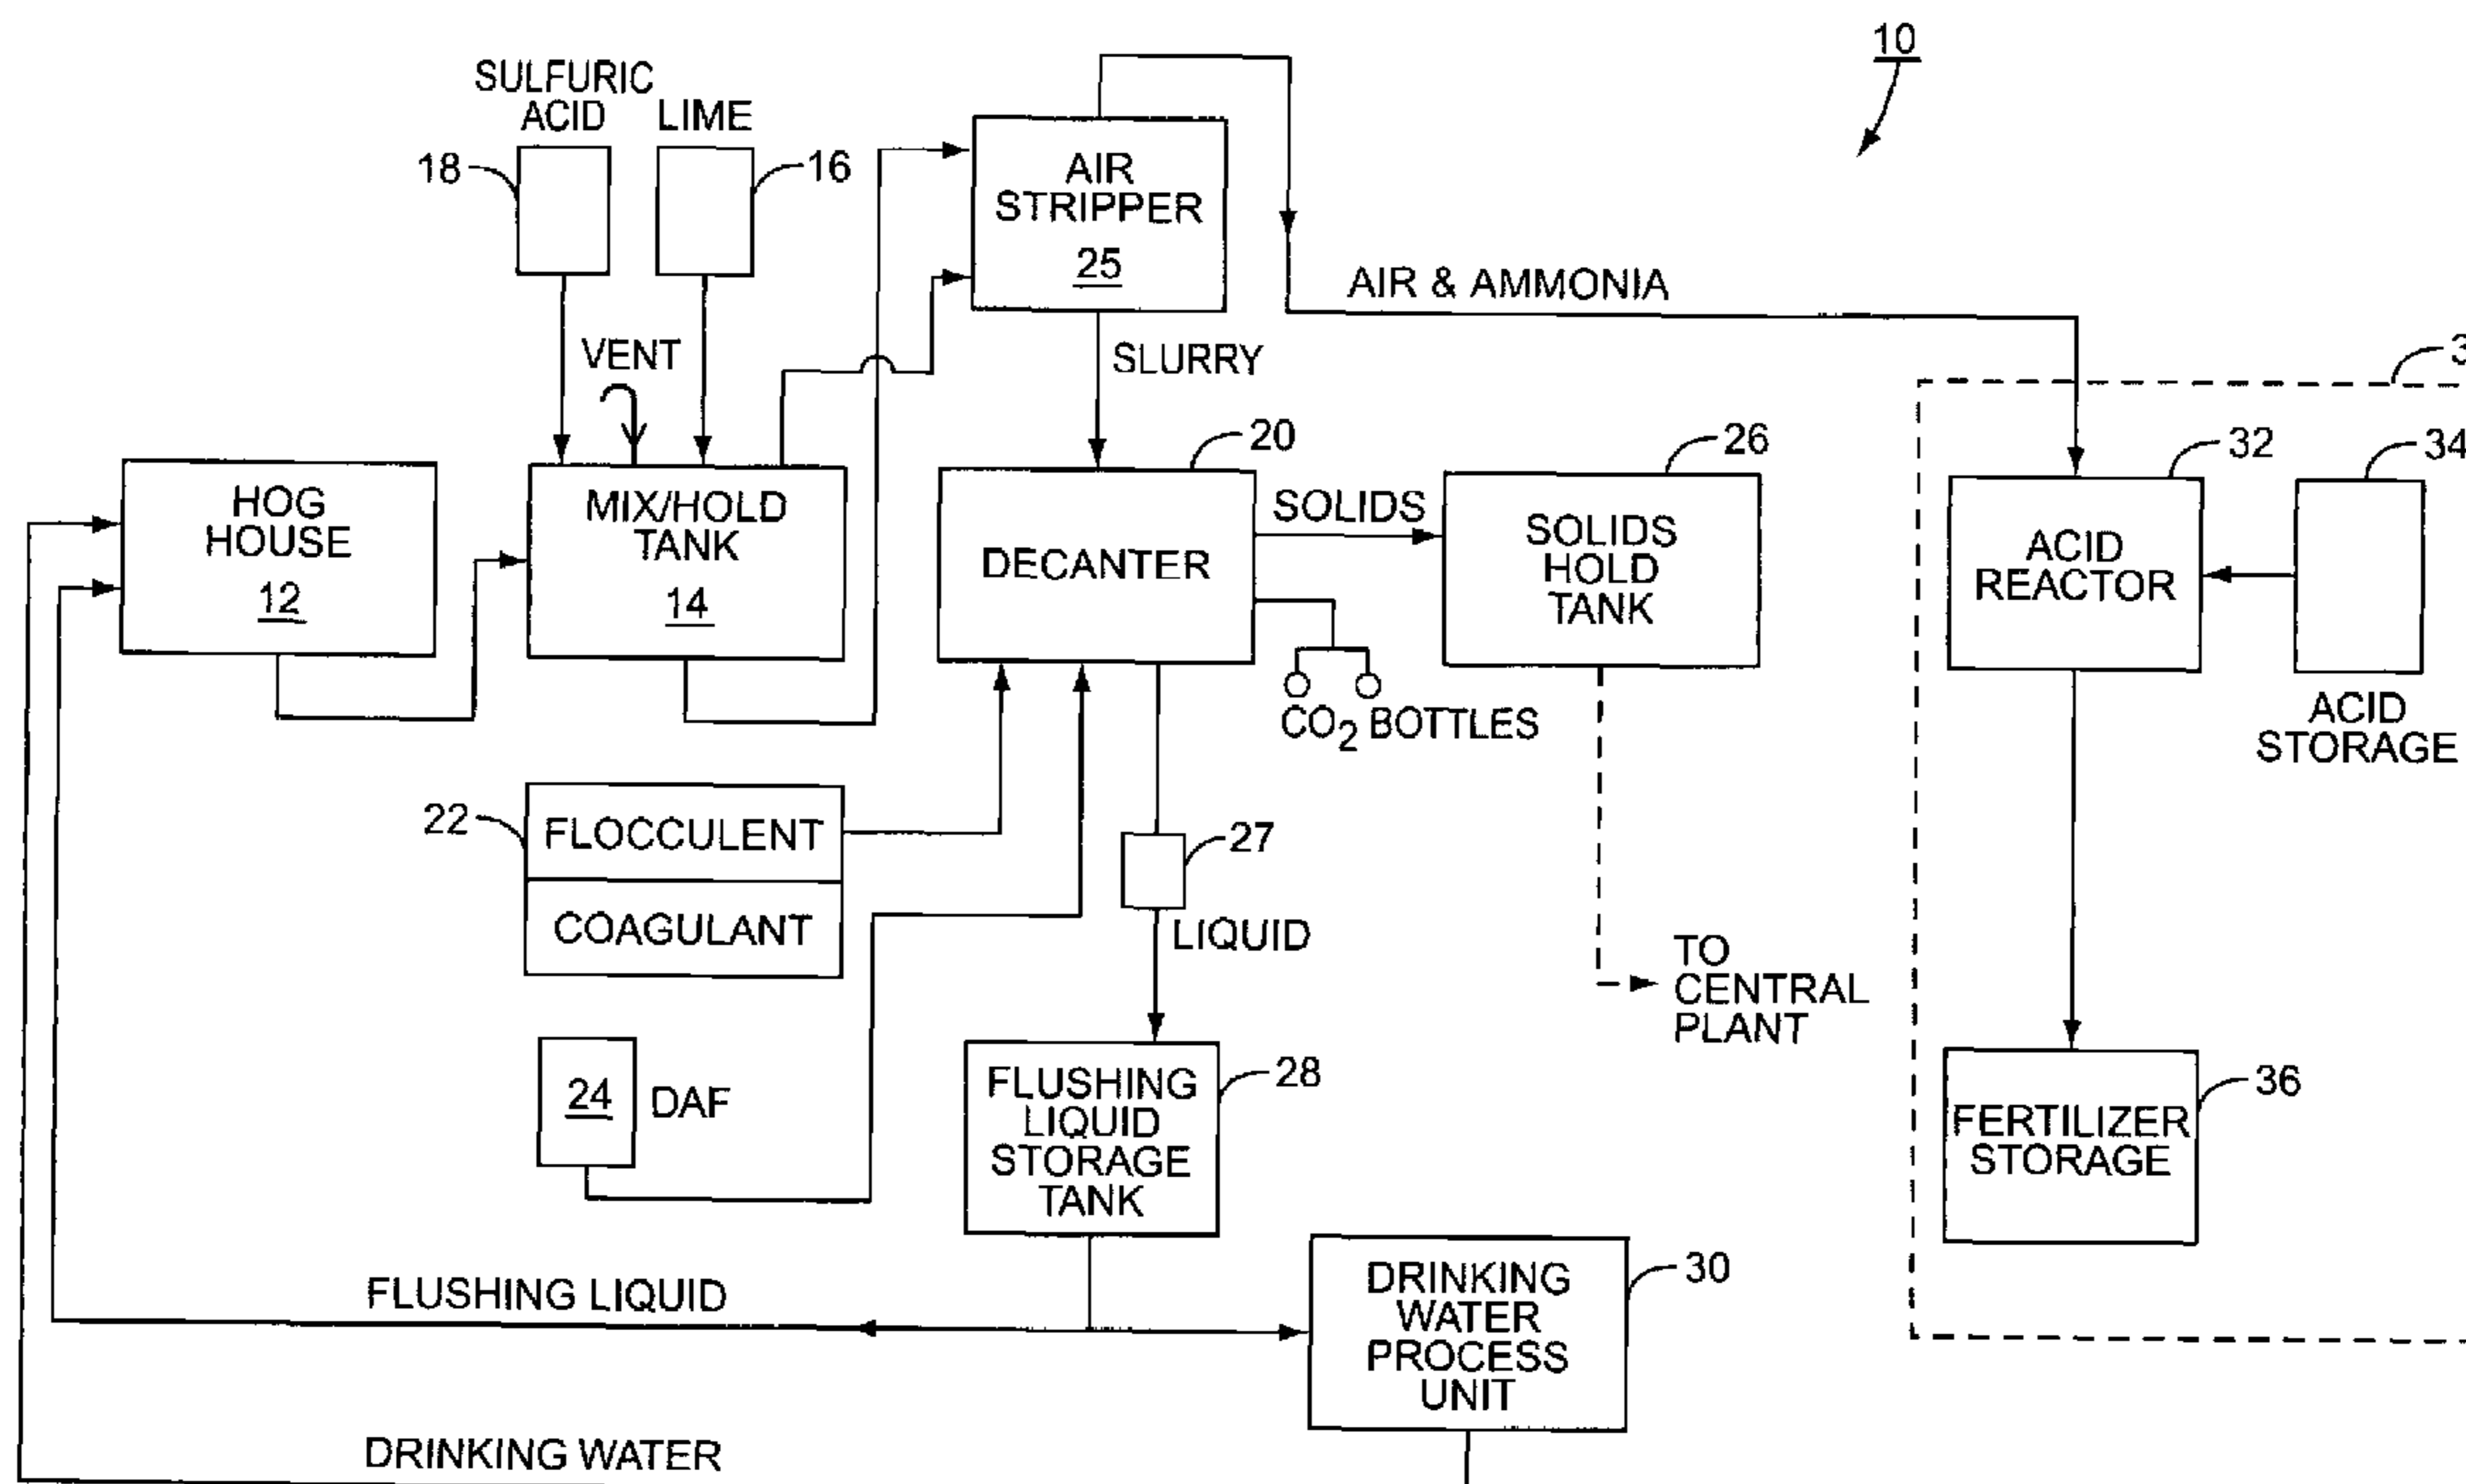 10
SULFURIC
ACID
LIME
18
16
AIR
STRIPPER
25
AIR & AMMONIA
VENT
SLURRY
3
20
26
32
34
HOG
HOUSE
12
MIX/HOLD
TANK
14
DECANTER
SOLIDS
SOLIDS
HOLD
TANK
ACID
REACTOR
CO2 BOTTLES
ACID
STORAGE
22
FLOCCULENT
COAGULANT
27
LIQUID
TO
CENTRAL
PLANT
24
DAF
FLUSHING
LIQUID
STORAGE
TANK
28
FERTILIZER
STORAGE
36
FLUSHING LIQUID
DRINKING
WATER
PROCESS
UNIT
30
DRINKING WATER